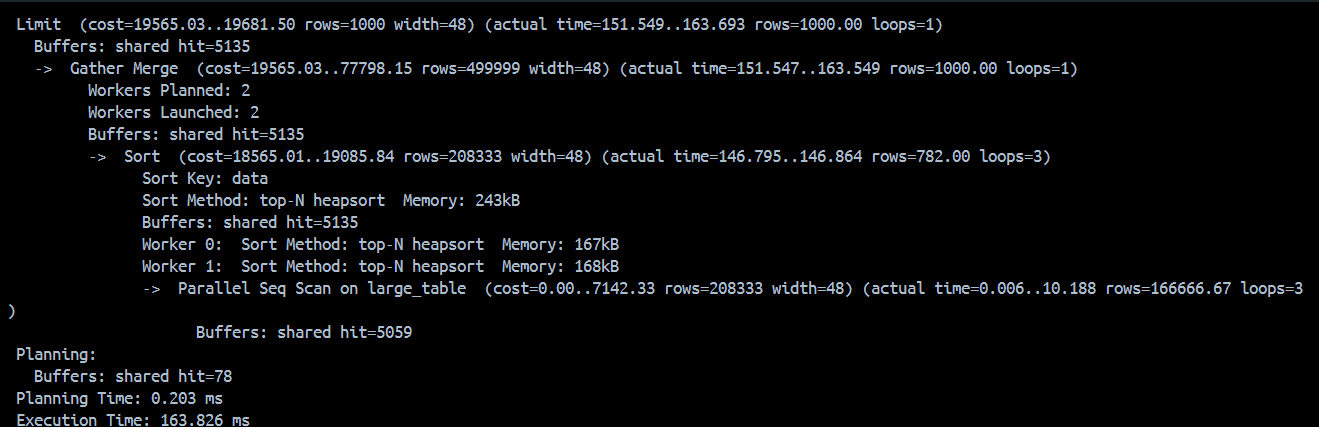 Limit  (cost=19565.03..19681.50 rows=1000 width=48) (actual time=151.549..163.693 rows=1000.00 loops=1)
  Buffers: shared hit=5135
  ->  Gather Merge  (cost=19565.03..77798.15 rows=499999 width=48) (actual time=151.547..163.549 rows=1000.00 loops=1)
        Workers Planned: 2
        Workers Launched: 2
        Buffers: shared hit=5135
        ->  Sort  (cost=18565.01..19085.84 rows=208333 width=48) (actual time=146.795..146.864 rows=782.00 loops=3)
              Sort Key: data
              Sort Method: top-N heapsort  Memory: 243kB
              Buffers: shared hit=5135
              Worker 0:  Sort Method: top-N heapsort  Memory: 167kB
              Worker 1:  Sort Method: top-N heapsort  Memory: 168kB
              ->  Parallel Seq Scan on large_table  (cost=0.00..7142.33 rows=208333 width=48) (actual time=0.006..10.188 rows=166666.67 loops=3
)
                    Buffers: shared hit=5059
Planning:
  Buffers: shared hit=78
Planning Time: 0.203 ms
Execution Time: 163.826 ms